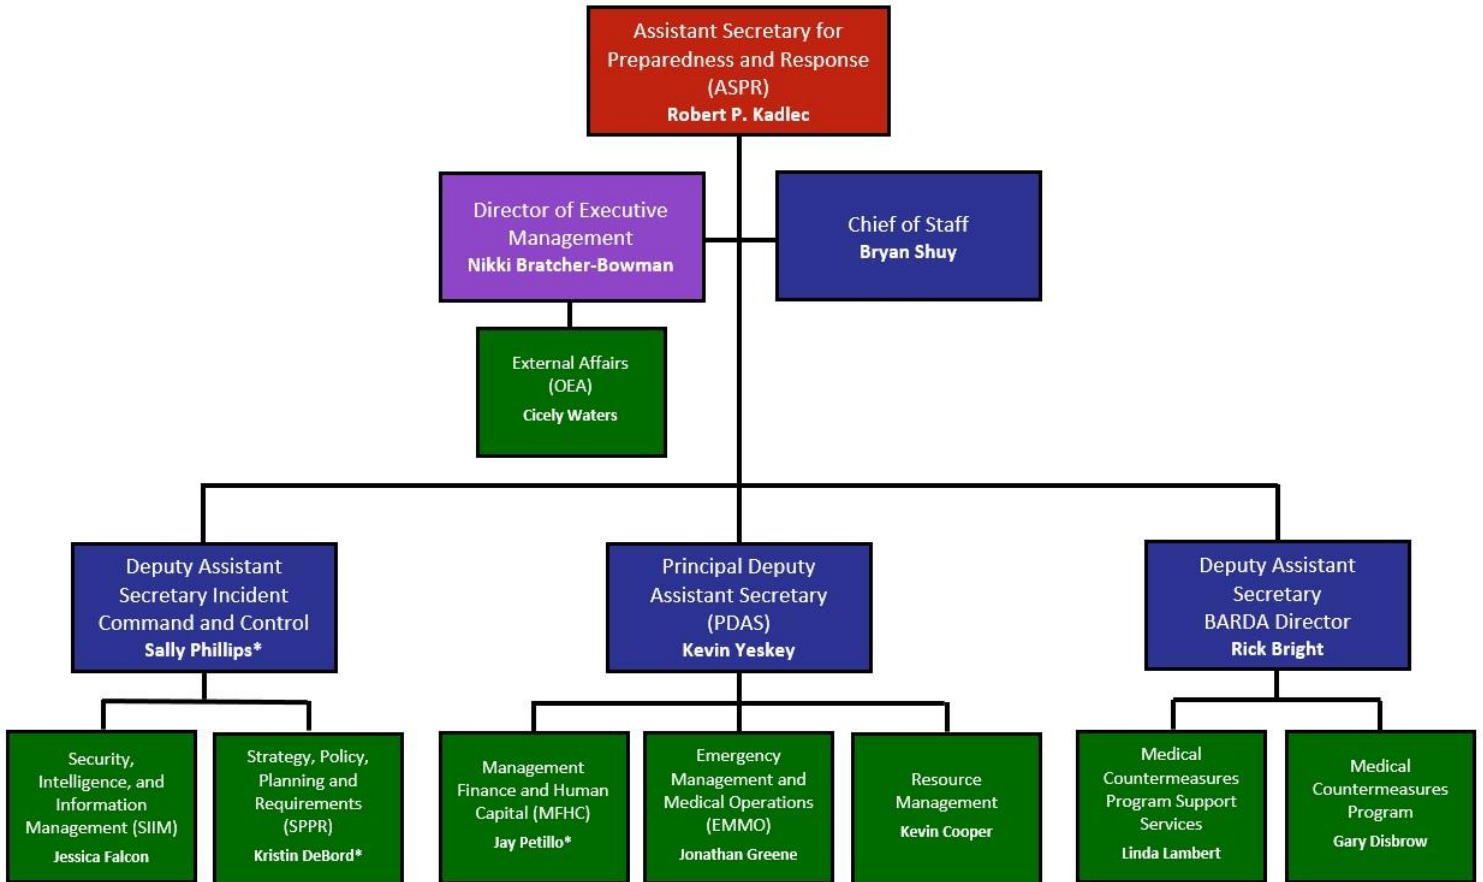 Assistant Secretary for
Preparedness and Response
(ASPR)
Robert P. Kadlec
Director of Executive
Management
Nikki Bratcher-Bowman
Chief of Staff
Bryan Shuy
External Affairs
(OEA)
Cicely Waters
Deputy Assistant
Secretary Incident
Command and Control
Sally Phillips*
Principal Deputy
Assistant Secretary
(PDAS)
Kevin Yeskey
Deputy Assistant
Secretary
BARDA Director
Rick Bright
Security,
Intelligence, and
Information
Management (SIIM)
Jessica Falcon
Strategy, Policy,
Planning and
Requirements
(SPPR)
Kristin DeBord*
Management
Finance and Human
Capital (MFHC)
Jay Petillo*
Emergency
Management and
Medical Operations
(EMMO)
Jonathan Greene
Resource
Management
Kevin Cooper
Medical
Countermeasures
Program Support
Services
Linda Lambert
Medical
Countermeasures
Program
Gary Disbrow